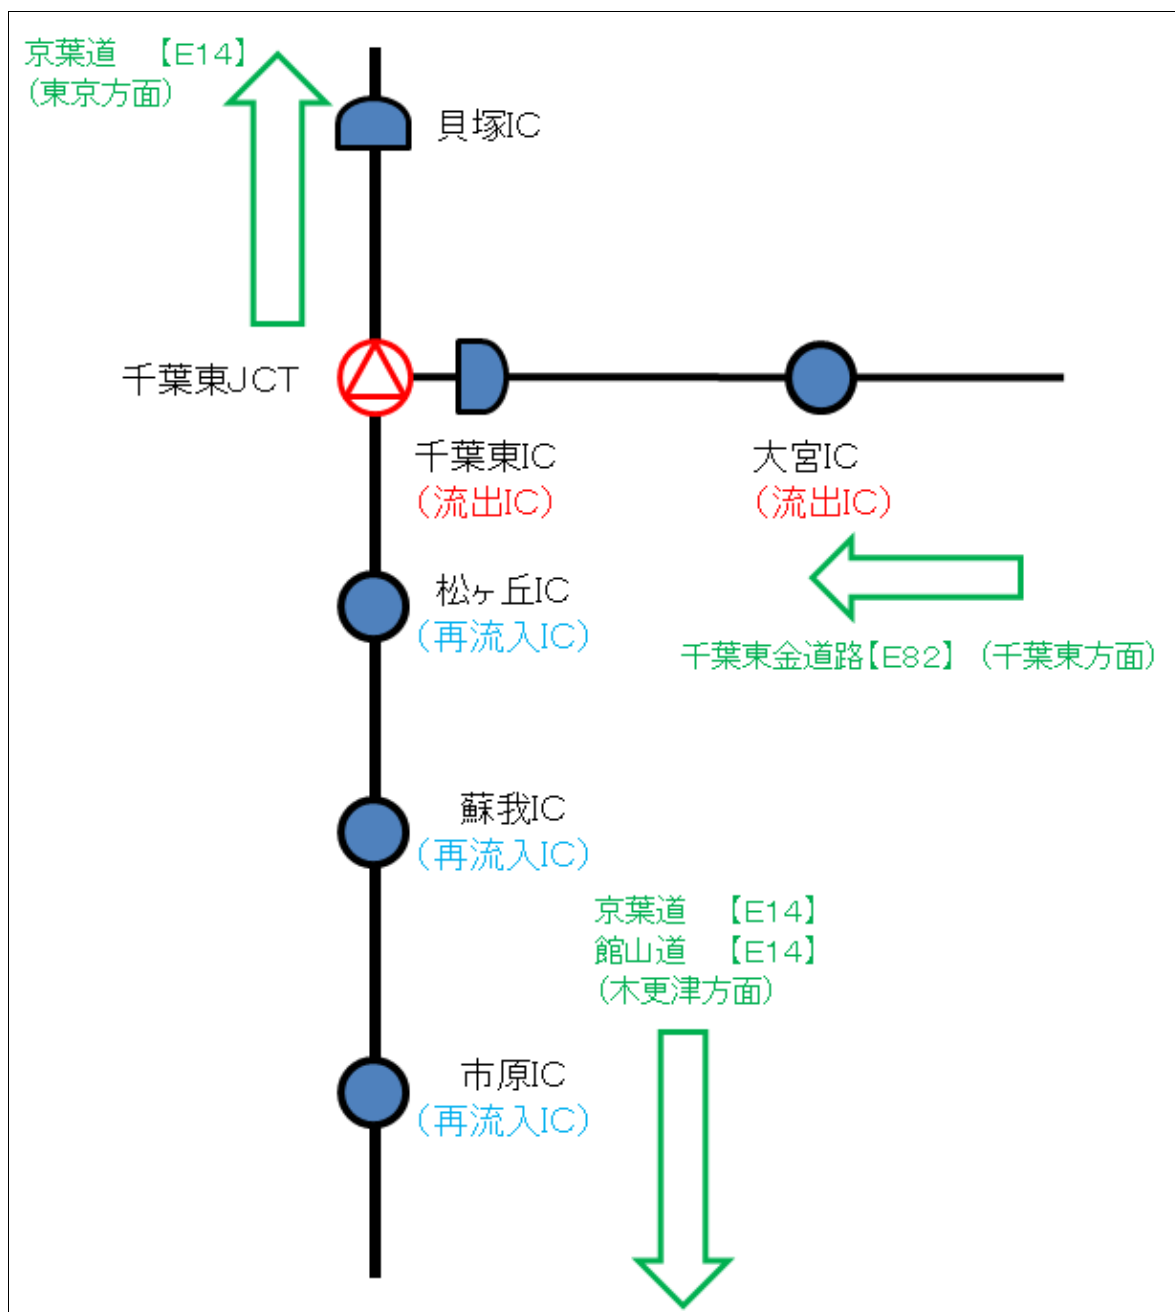 京葉道 【E14】
（東京方面）
貝塚IC
千葉東JCT
千葉東IC
（流出IC）
大宮IC
（流出IC）
松ヶ丘IC
（再流入IC）
千葉東金道路【E82】（千葉東方面）
蘇我IC
（再流入IC）
京葉道 【E14】
館山道 【E14】
（木更津方面）
市原IC
（再流入IC）